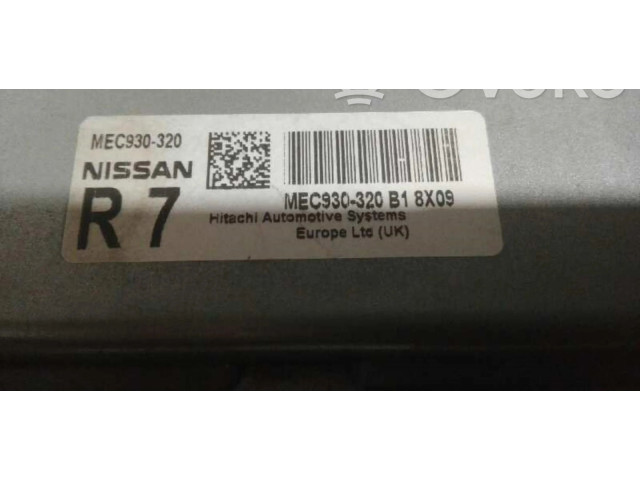 MEC930-320
NISSAN
R 7
MEC930-320 B1 8X09
Hitachi Automotive Systems
Europe Ltd (UK)